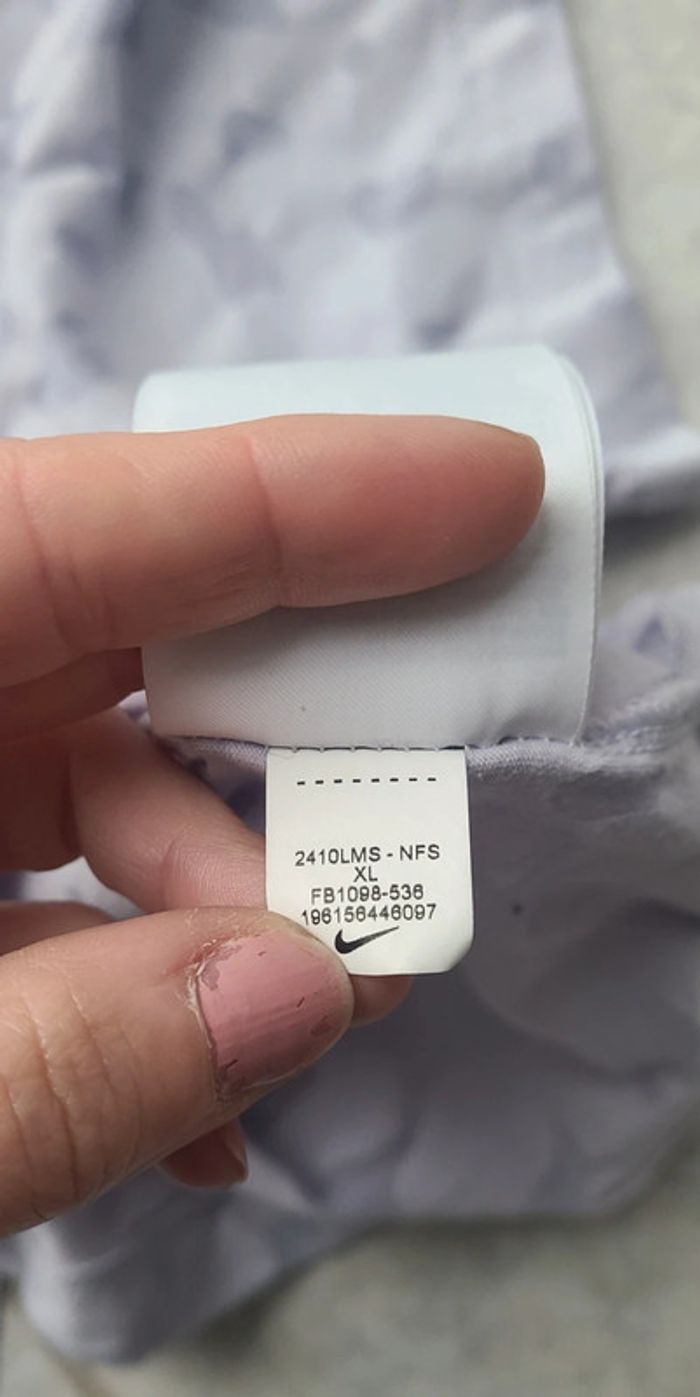 --------
2410LMS - NFS
XL
FB1098-536
196156446097